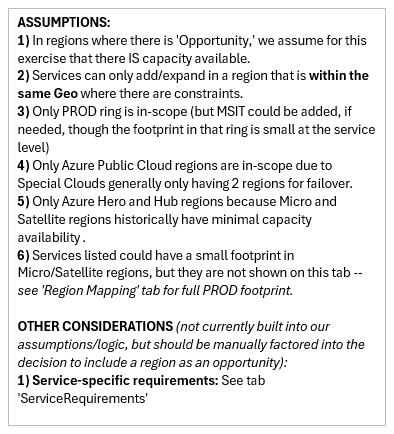 ASSUMPTIONS:
1) In regions where there is 'Opportunity,' we assume for this
exercise that there IS capacity available.
2) Services can only add/expand in a region that is within the
same Geo where there are constraints.
3) Only PROD ring is in-scope (but MSIT could be added, if
needed, though the footprint in that ring is small at the service
level)
4) Only Azure Public Cloud regions are in-scope due to
Special Clouds generally only having 2 regions for failover.
5) Only Azure Hero and Hub regions because Micro and
Satellite regions historically have minimal capacity
availability .
6) Services listed could have a small footprint in
Micro/Satellite regions, but they are not shown on this tab --
see 'Region Mapping' tab for full PROD footprint.
OTHER CONSIDERATIONS (not currently built into our
assumptions/logic, but should be manually factored into the
decision to include a region as an opportunity):
1) Service-specific requirements: See tab
'ServiceRequirements'